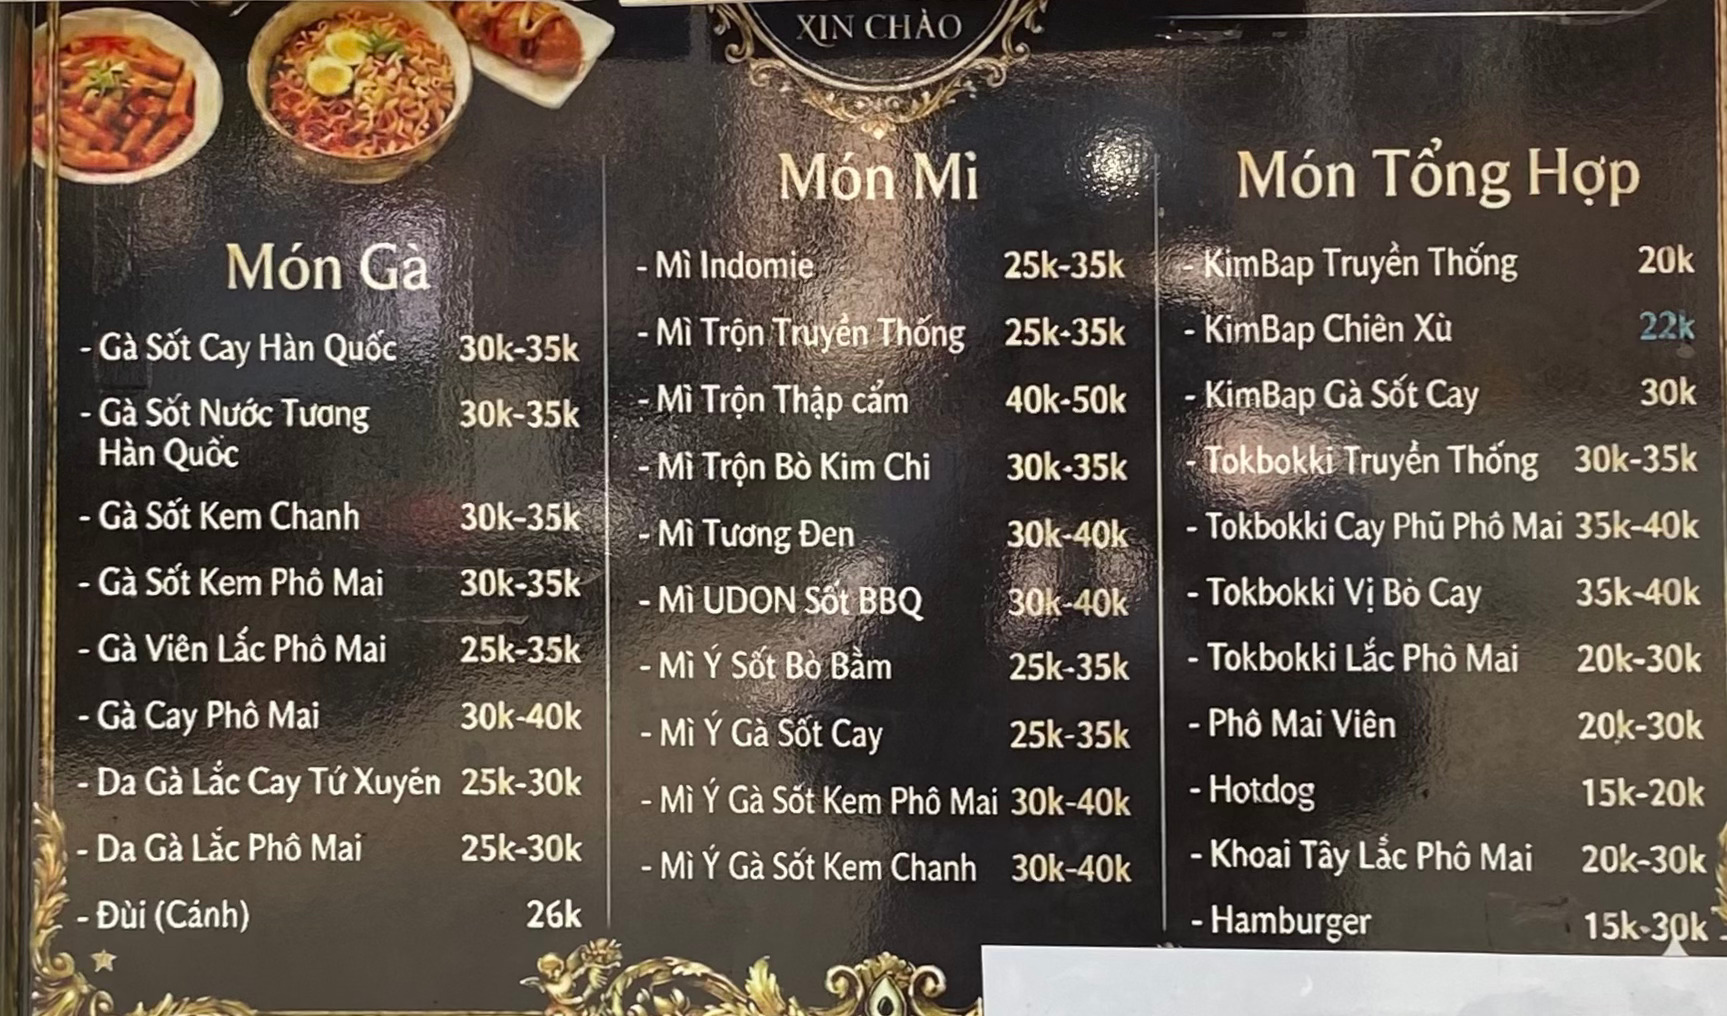 XIN CHÀO
Món Gà
- Gà Sốt Cay Hàn Quốc 30k-35k
- Gà Sốt Nước Tương 30k-35k
Hàn Quốc
- Gà Sốt Kem Chanh 30k-35k
- Gà Sốt Kem Phô Mai 30k-35k
- Gà Viên Lắc Phô Mai 25k-35k
- Gà Cay Phô Mai 30k-40k
- Da Gà Lắc Cay Tứ Xuyên 25k-30k
- Da Gà Lắc Phô Mai 25k-30k
- Đùi (Cánh) 26k
Món Mì
- Mì Indomie 25k-35k
- Mì Trộn Truyền Thống 25k-35k
- Mì Trộn Thập cẩm 40k-50k
- Mì Trộn Bò Kim Chi 30k-35k
- Mì Tương Đen 30k-40k
- Mì UDON Sốt BBQ 30k-40k
- Mì Ý Sốt Bò Bằm 25k-35k
- Mì Ý Gà Sốt Cay 25k-35k
- Mì Ý Gà Sốt Kem Phô Mai 30k-40k
- Mì Ý Gà Sốt Kem Chanh 30k-40k
Món Tổng Hợp
- KimBap Truyền Thống 20k
- KimBap Chiên Xù 22k
- KimBap Gà Sốt Cay 30k
- Tokbokki Truyền Thống 30k-35k
- Tokbokki Cay Phũ Phô Mai 35k-40k
- Tokbokki Vị Bò Cay 35k-40k
- Tokbokki Lắc Phô Mai 20k-30k
- Phô Mai Viên 20k-30k
- Hotdog 15k-20k
- Khoai Tây Lắc Phô Mai 20k-30k
- Hamburger 15k-30k